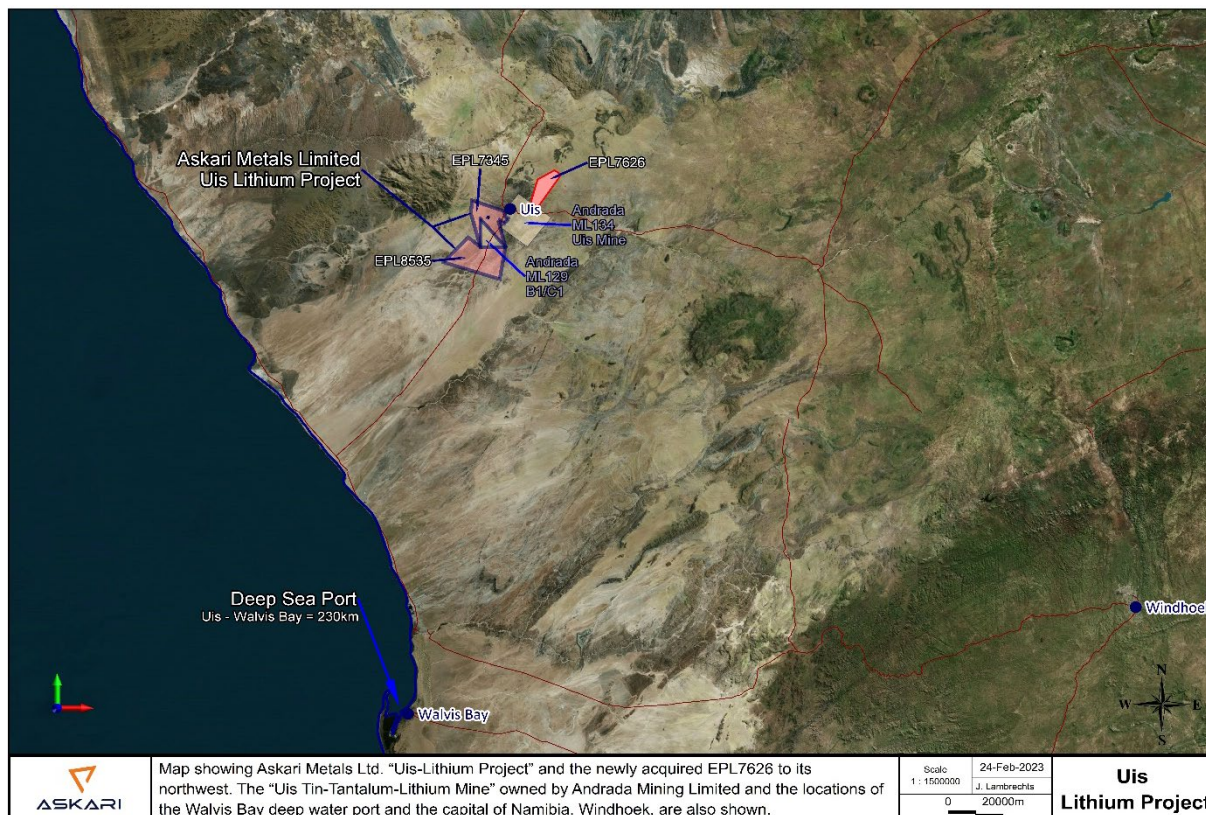 Askari Metals Limited
Uis Lithium Project
EPL7345
EPL7626
Uis
Andrada
ML134
Uis Mine
EPL8535
Andrada
ML129
B1/C1
Deep Sea Port
Uis - Walvis Bay = 230km
Windhoek
Walvis Bay
N
W
E
S
ASKARI
Map showing Askari Metals Ltd. “Uis-Lithium Project” and the newly acquired EPL7626 to its
northwest. The “Uis Tin-Tantalum-Lithium Mine” owned by Andrada Mining Limited and the locations of
the Walvis Bay deep water port and the capital of Namibia, Windhoek, are also shown.
Scale
1 : 1500000
24-Feb-2023
J. Lambrechts
0 20000m
Uis
Lithium Project